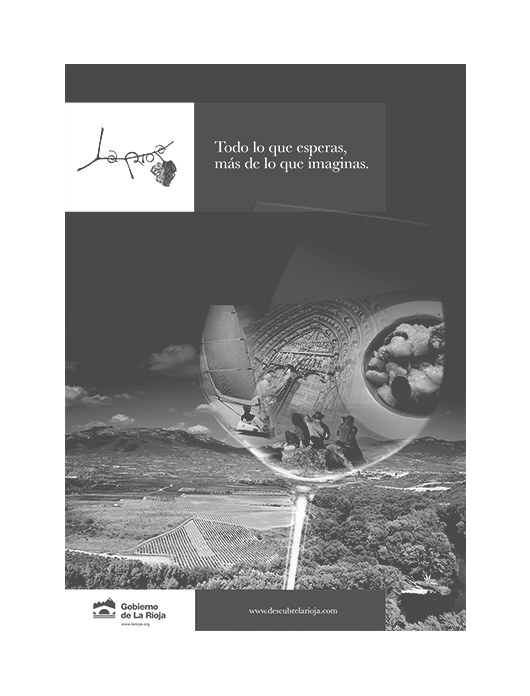 La Rioja
Todo lo que esperas,
más de lo que imaginas.
Gobierno
de La Rioja
www.larioja.org
www.descubrelarioja.com